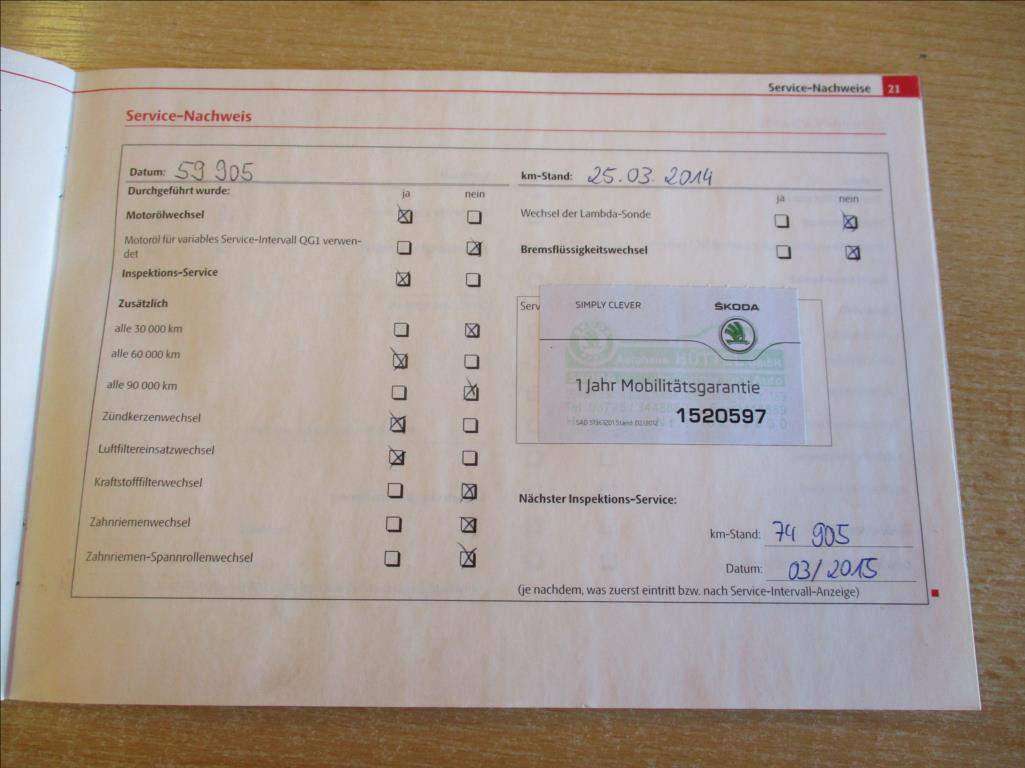 Service-Nachweise 21
Service-Nachweis
Datum: 59 905
Durchgeführt wurde: ja nein
Motorölwechsel
Motoröl für variables Service-Intervall QG1 verwen-
det
Inspektions-Service
Zusätzlich
alle 30 000 km
alle 60 000 km
alle 90 000 km
Zündkerzenwechsel
Luftfiltereinsatzwechsel
Kraftstofffilterwechsel
Zahnriemenwechsel
Zahnriemen-Spannrollenwechsel
km-Stand: 25.03.2014
ja nein
Wechsel der Lambda-Sonde
Bremsflüssigkeitswechsel
Serv
SIMPLY CLEVER ŠKODA
Autohaus
1 Jahr Mobilitätsgarantie
1520597
Nächster Inspektions-Service:
km-Stand: 74 905
Datum: 03/2015
(je nachdem, was zuerst eintritt bzw. nach Service-Intervall-Anzeige)